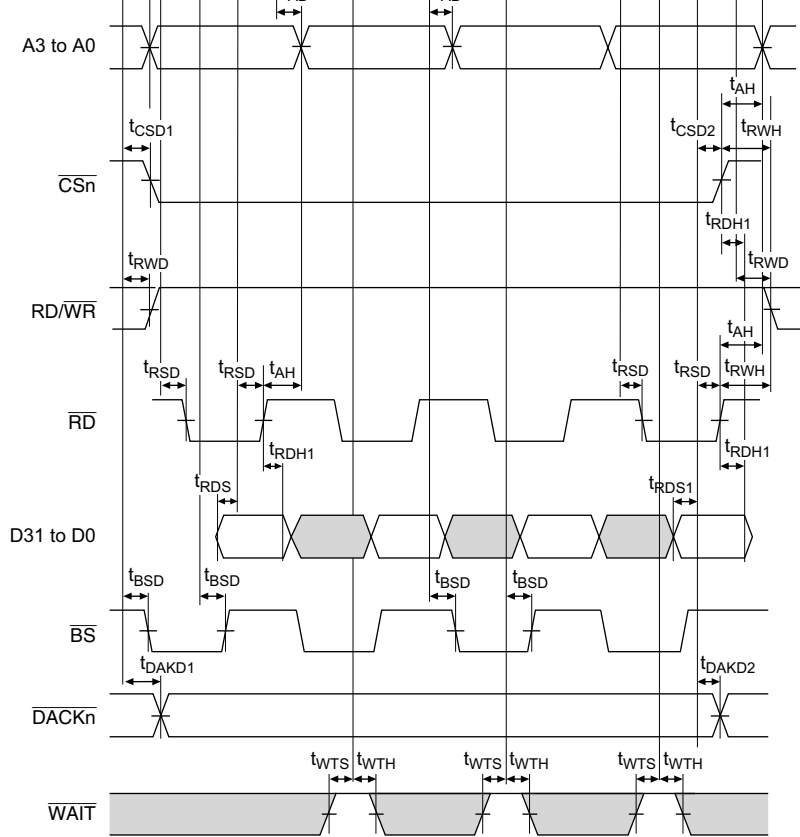 A3 to A0
tAH
tCSD1
tCSD2
tRWH
CSn
tRDH1
tRWD
tRWD
RD/WR
tAH
tRSD
tRSD
tAH
tRSD
tRSD
tRWH
RD
tRDH1
tRDH1
tRDS
tRDS1
D31 to D0
tBSD
tBSD
tBSD
tBSD
BS
tDAKD1
tDAKD2
DACKn
tWTS
tWTH
tWTS
tWTH
tWTS
tWTH
WAIT